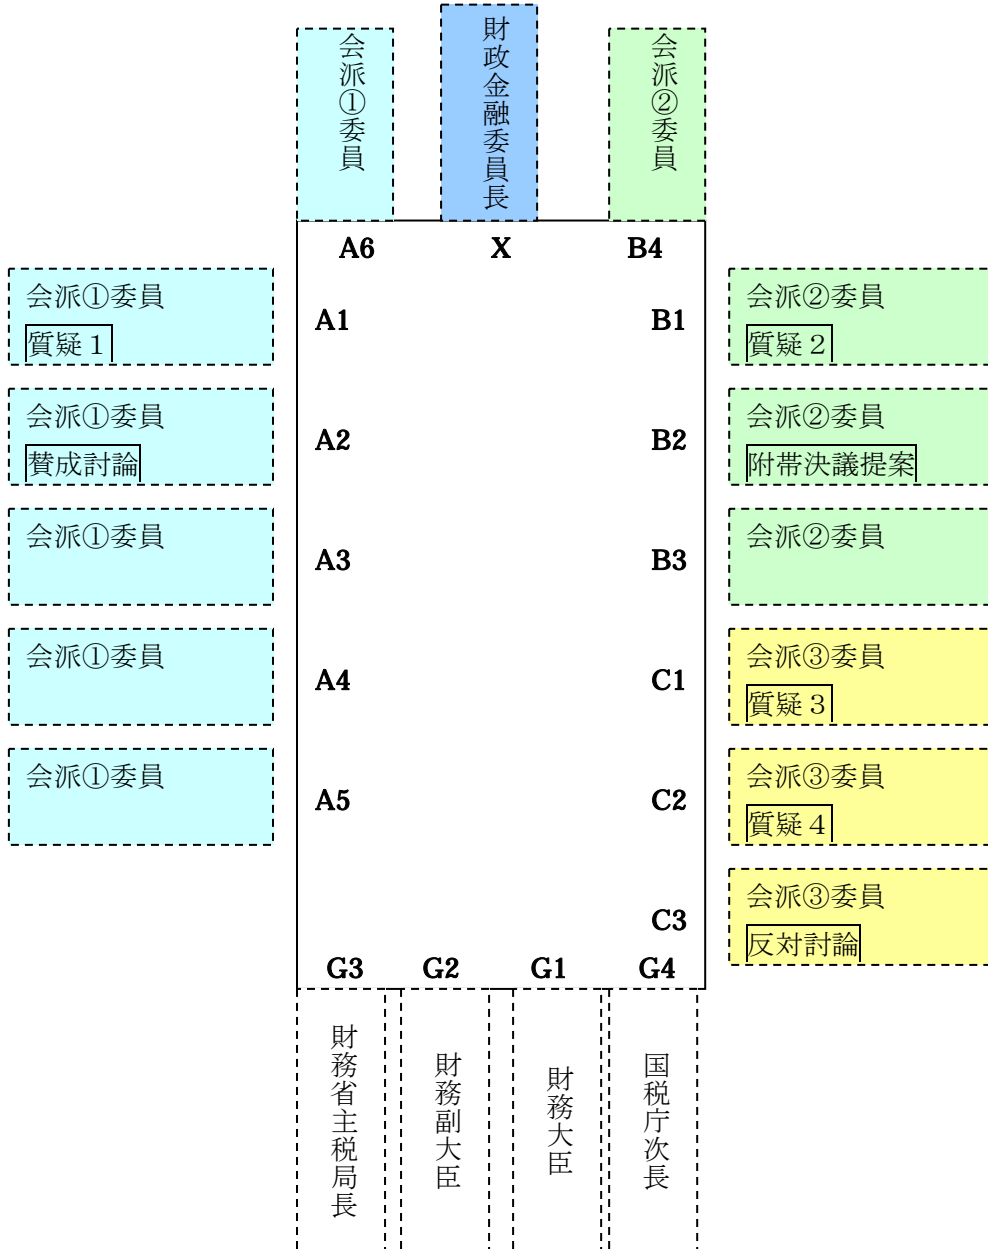 会派①委員
財政金融委員長
会派②委員
A6
X
B4
会派①委員
質疑１
A1
B1
会派②委員
質疑２
会派①委員
賛成討論
A2
B2
会派②委員
附帯決議提案
会派①委員
A3
B3
会派②委員
会派①委員
A4
C1
会派③委員
質疑３
会派①委員
A5
C2
会派③委員
質疑４
C3
会派③委員
反対討論
G3
G2
G1
G4
財務省主税局長
財務副大臣
財務大臣
国税庁次長